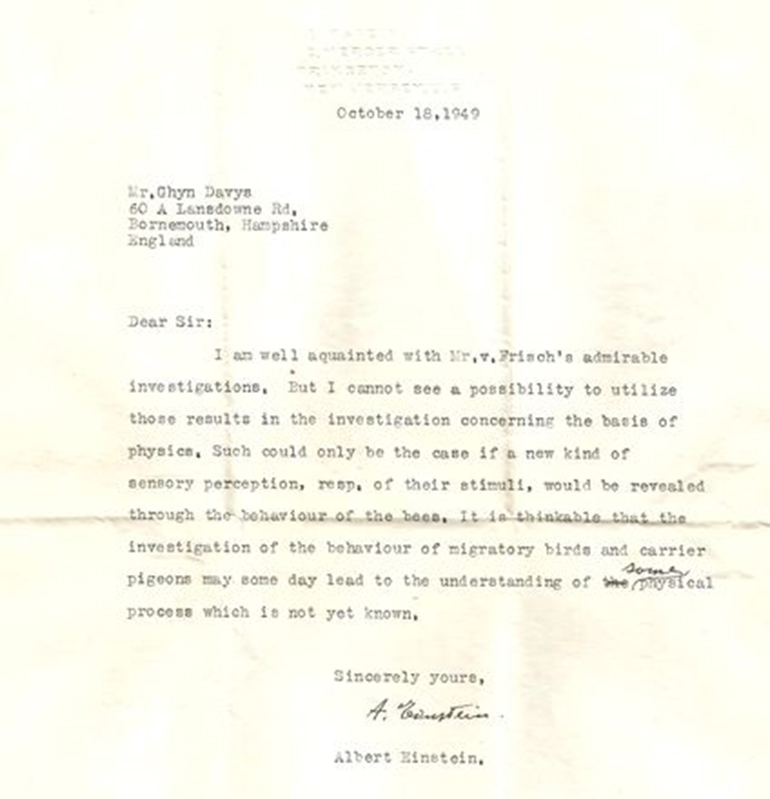 PRINCETON,
October 18,1949
Mr.Ghyn Davys
60 A Lansdowne Rd.
Bornemouth, Hampshire
England
Dear Sir:
I am well aquainted with Mr.v.Frisch's admirable
investigations. But I cannot see a possibility to utilize
those results in the investigation concerning the basis of
physics. Such could only be the case if a new kind of
sensory perception, resp. of their stimuli, would be revealed
through the behaviour of the bees. It is thinkable that the
investigation of the behaviour of migratory birds and carrier
some
pigeons may some day lead to the understanding of the physical
process which is not yet known.
Sincerely yours,
A. Einstein.
Albert Einstein.